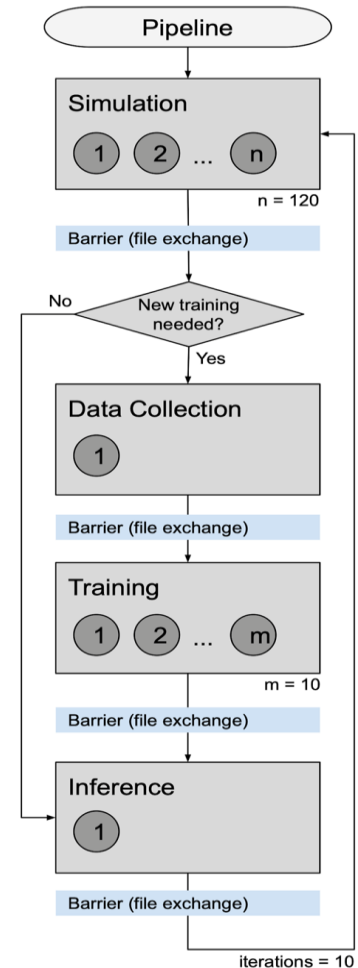 Pipeline
Simulation
1 2 ... n
n = 120
Barrier (file exchange)
No
New training
needed?
Yes
Data Collection
1
Barrier (file exchange)
Training
1 2 ... m
m = 10
Barrier (file exchange)
Inference
1
Barrier (file exchange)
iterations = 10